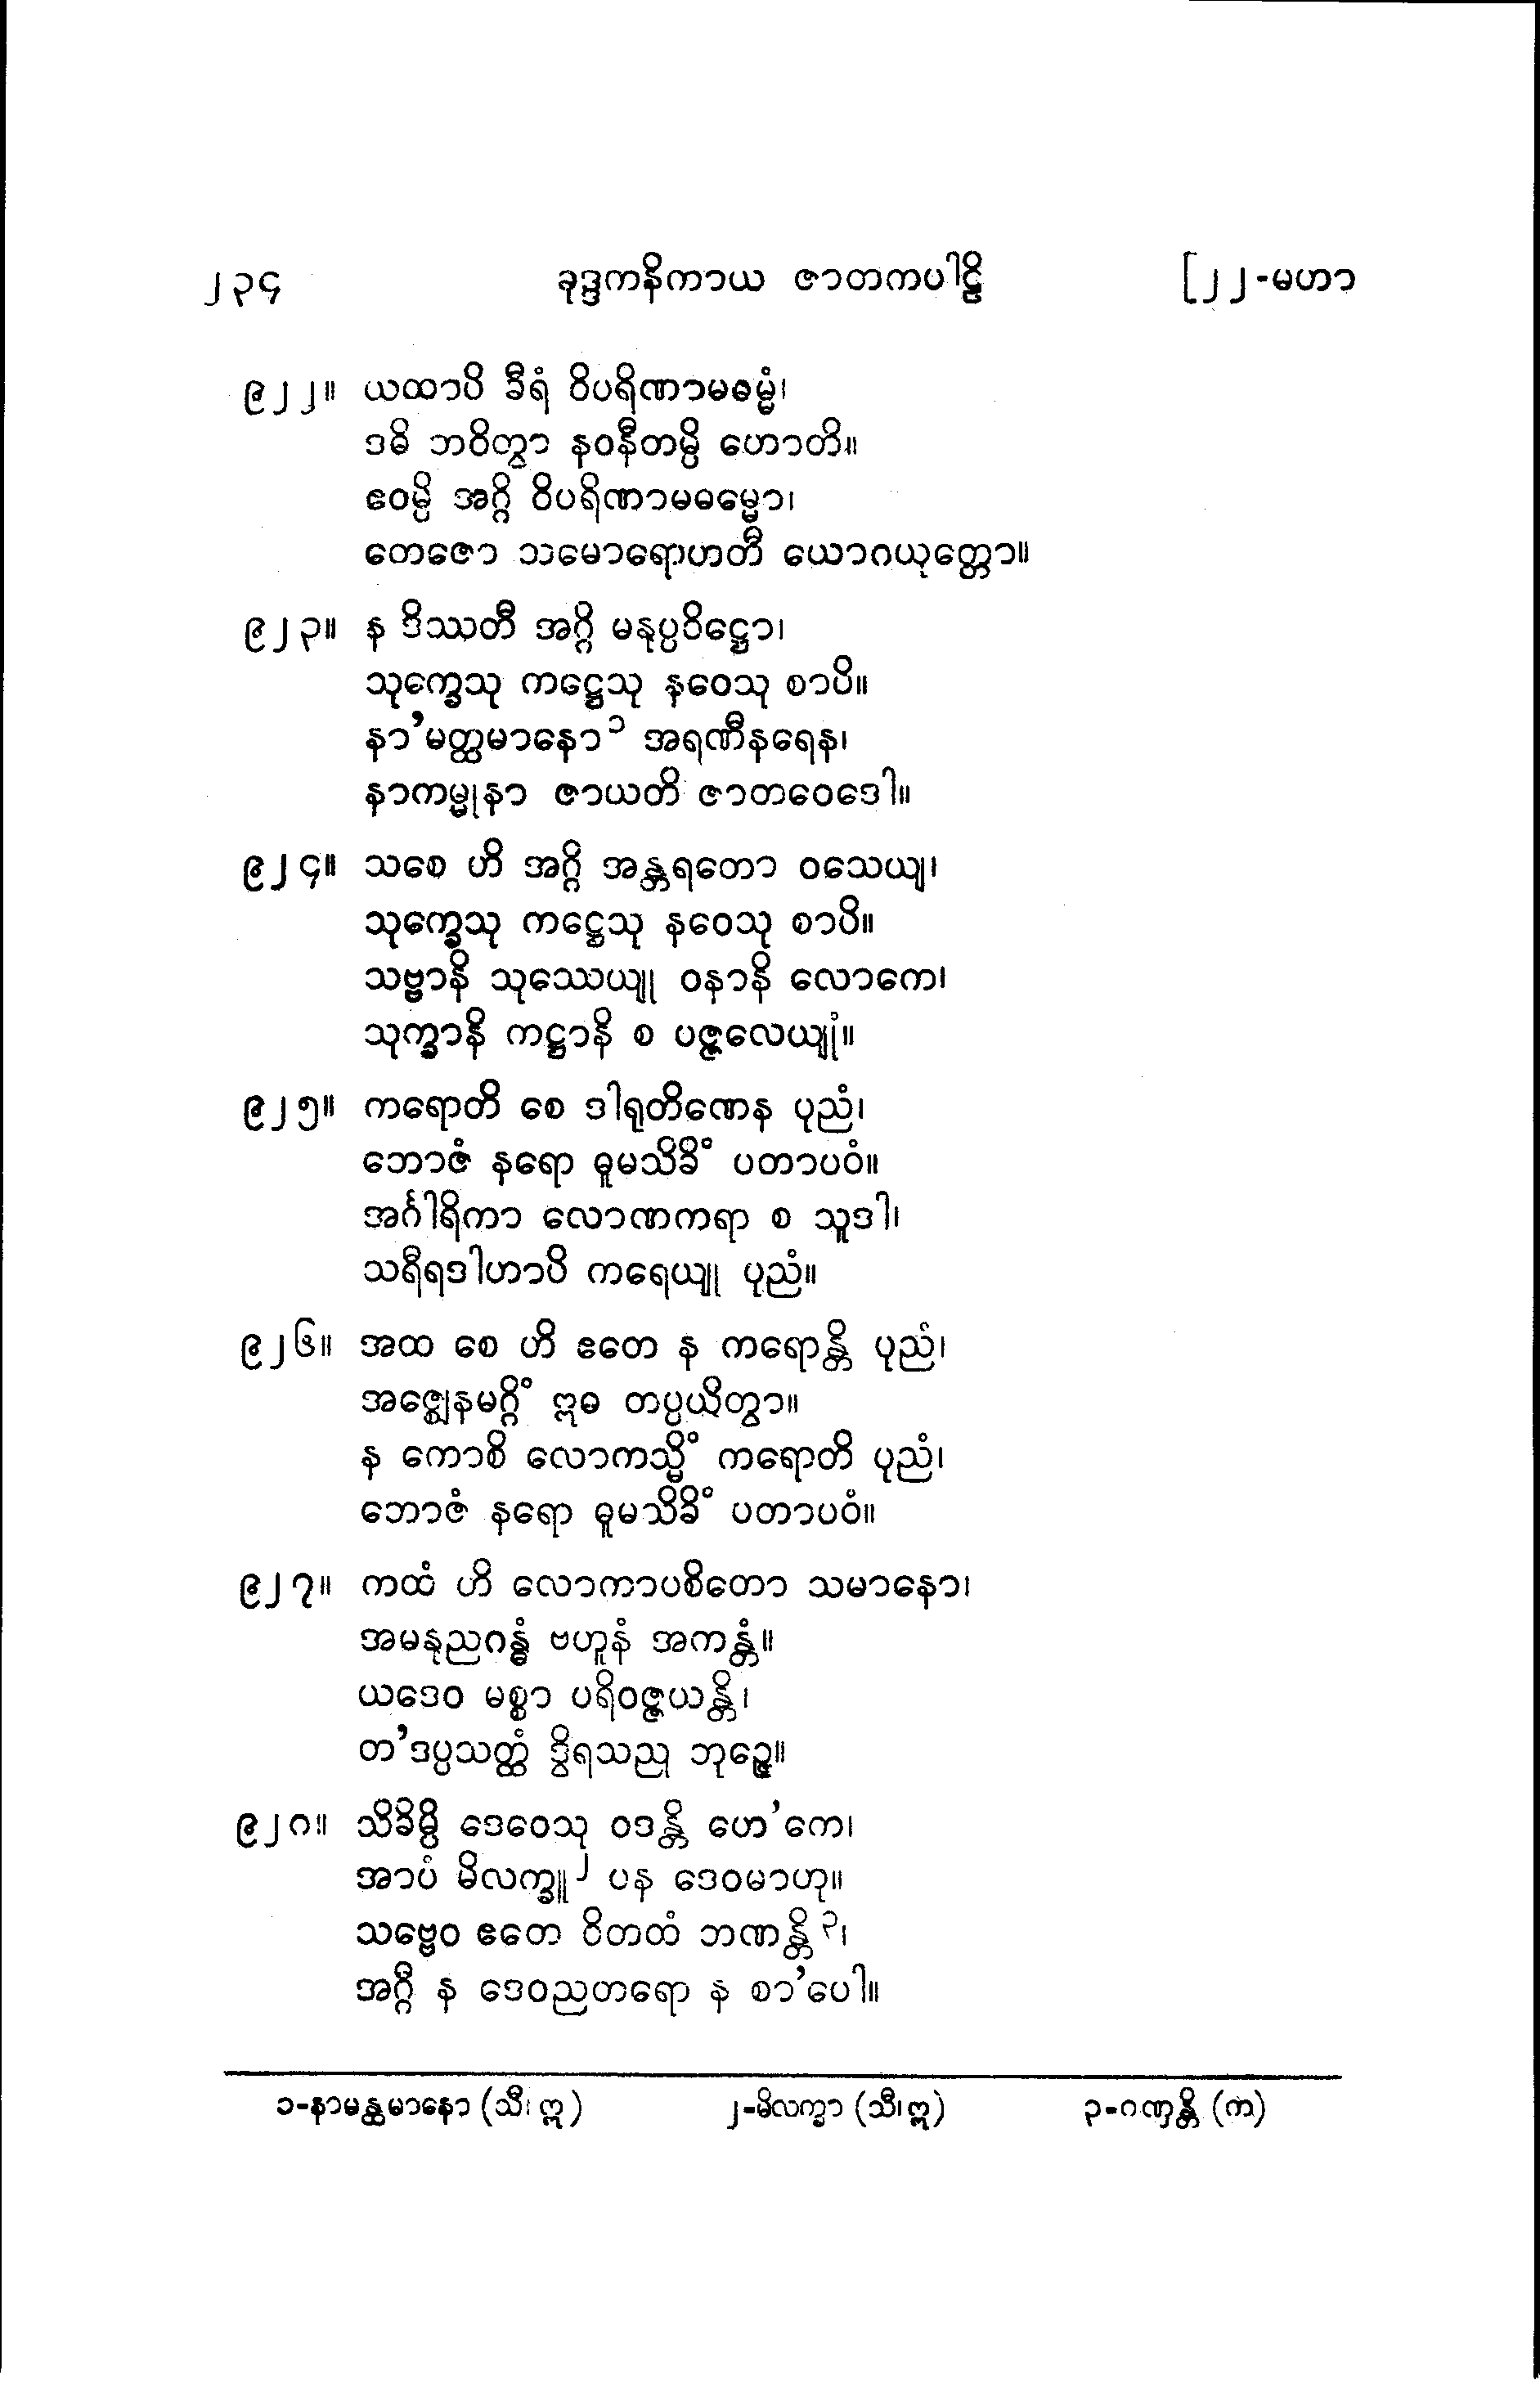 ၂၃၄ ခုဒ္ဒကနိကာယ ဇာတကပါဠိ [၂၂-မဟာ
၉၂၂။ ယထာပိ ခီရံ ဝိပရိဏာမဓမ္မံ၊
ဒဓိ ဘဝိတွာ နဝနီတမ္ပိ ဟောတိ။
ဧဝမ္ပိ အဂ္ဂိ ဝိပရိဏာမဓမ္မော၊
တေဇော သမောရောဟတီ ယောဂယုတ္တော။
၉၂၃။ န ဒိဿတီ အဂ္ဂိ မနုပ္ပဝိဋ္ဌော၊
သုက္ခေသု ကဋ္ဌေသု နဝေသု စာပိ။
နာ’မတ္ထမာနော၁ အရဏီနရေန၊
နာကမ္မုနာ ဇာယတိ ဇာတဝေဒေါ။
၉၂၄။ သစေ ဟိ အဂ္ဂိ အန္တရတော ဝသေယျ၊
သုက္ခေသု ကဋ္ဌေသု နဝေသု စာပိ။
သဗ္ဗာနိ သုဿေယျု ဝနာနိ လောကေ၊
သုက္ခာနိ ကဋ္ဌာနိ စ ပဇ္ဇလေယျုံ။
၉၂၅။ ကရောတိ စေ ဒါရုတိဏေန ပုညံ၊
ဘောဇံ နရော ဓူမသိခိံ ပတာပဝံ။
အင်္ဂါရိကာ လောဏကရာ စ သူဒါ၊
သရီရဒါဟာပိ ကရေယျု ပုညံ။
၉၂၆။ အထ စေ ဟိ ဧတေ န ကရောန္တိ ပုညံ၊
အဇ္ဈေနမဂ္ဂိံ ဣဓ တပ္ပယိတွာ။
န ကောစိ လောကသ္မိံ ကရောတိ ပုညံ၊
ဘောဇံ နရော ဓူမသိခိံ ပတာပဝံ။
၉၂၇။ ကထံ ဟိ လောကာပစိတော သမာနော၊
အမနုညဂန္ဓံ ဗဟူနံ အကန္တံ။
ယဒေဝ မစ္စာ ပရိဝဇ္ဇယန္တိ၊
တ’ဒပ္ပသတ္ထံ ဒွိရသညု ဘုဉ္ဇေ။
၉၂၈။ သိခိမ္ပိ ဒေဝေသု ဝဒန္တိ ဟေ’ကေ၊
အာပံ မိလက္ခူ၂ ပန ဒေဝမာဟု။
သဗ္ဗေဝ ဧတေ ဝိတထံ ဘဏန္တိ၃၊
အဂ္ဂီ န ဒေဝညတရော န စာ’ပေါ။
၁-နာမန္ထမာနော (သီ၊ ဣ) ၂-မိလက္ခာ (သီ၊ ဣ) ၃-ဂဏှန္တိ (က)